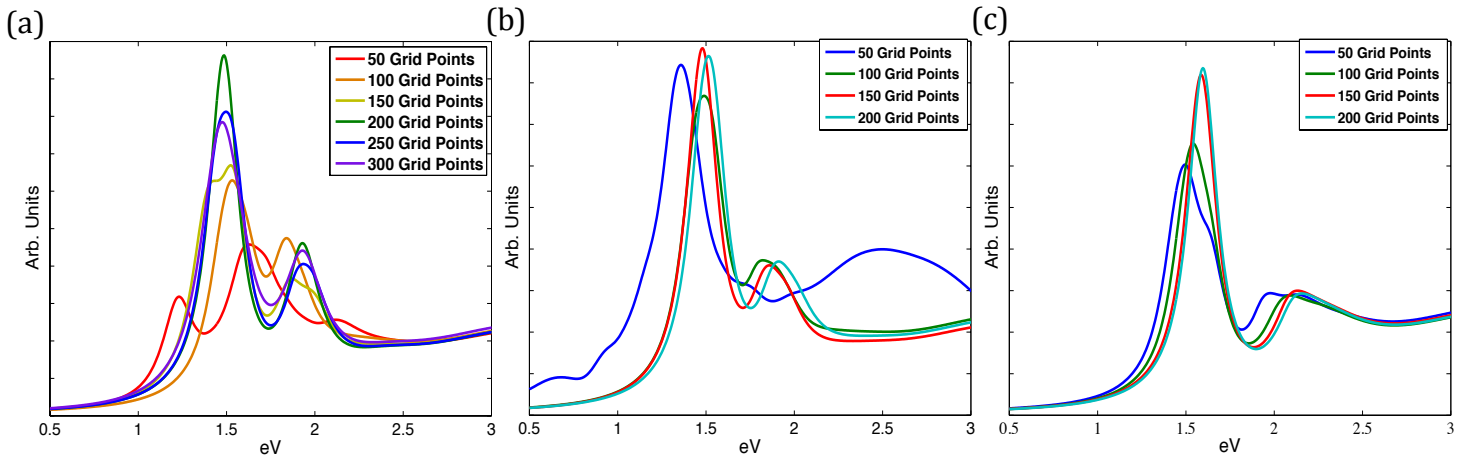 (a)
50 Grid Points
100 Grid Points
150 Grid Points
200 Grid Points
250 Grid Points
300 Grid Points
Arb. Units
0.5 1 1.5 2 2.5 3
eV
(b)
50 Grid Points
100 Grid Points
150 Grid Points
200 Grid Points
Arb. Units
0.5 1 1.5 2 2.5 3
eV
(c)
50 Grid Points
100 Grid Points
150 Grid Points
200 Grid Points
Arb. Units
0.5 1 1.5 2 2.5 3
eV